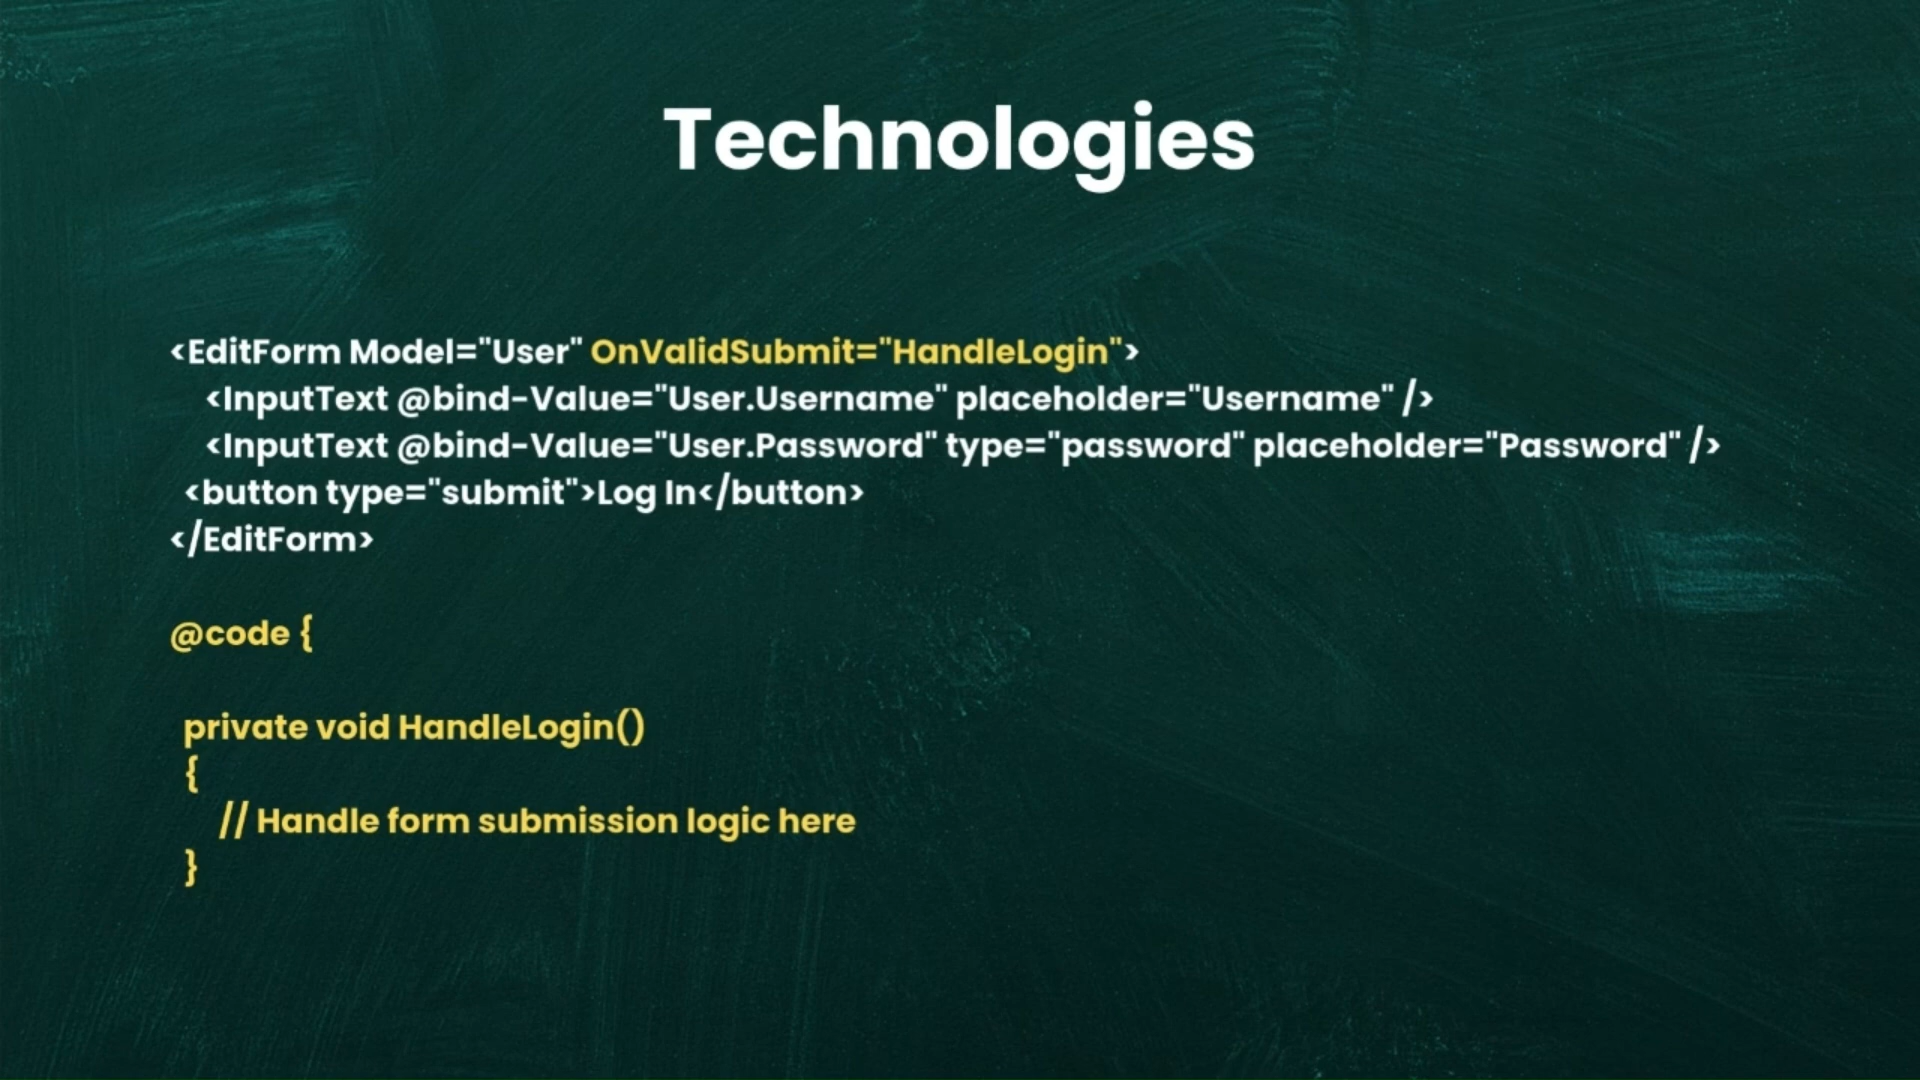 Technologies
<EditForm Model="User" OnValidSubmit="HandleLogin">
<InputText @bind-Value="User.Username" placeholder="Username" />
<InputText @bind-Value="User.Password" type="password" placeholder="Password" />
<button type="submit">Log In</button>
</EditForm>
@code {
private void HandleLogin()
{
// Handle form submission logic here
}